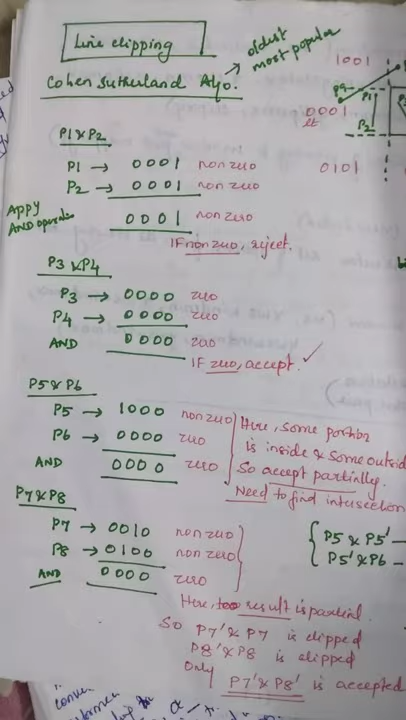 Line clipping
oldest
most popular
Cohen Sutherland Algo.
1001
P9
P1
0001
P2
lt
0101
P1 & P2
P1 → 0001 non zero
P2 → 0001 non zero
Appy
AND operator
0001 non zero
IF non zero, reject.
P3 & P4
P3 → 0000 zero
P4 → 0000 zero
AND 0000 zero
IF zero, accept. ✓
P5 & P6
P5 → 1000 non zero
P6 → 0000 zero
AND 0000 zero
Here, some portion
is inside & some outside
So accept partially.
Need to find intersection
P7 & P8
P7 → 0010 non zero
P8 → 0100 non zero
AND 0000 zero
P5 & P5' –
P5' & P6 –
Here, result is partial.
So P7' & P7 is clipped
P8' & P8 is clipped
Only P7' & P8' is accepted